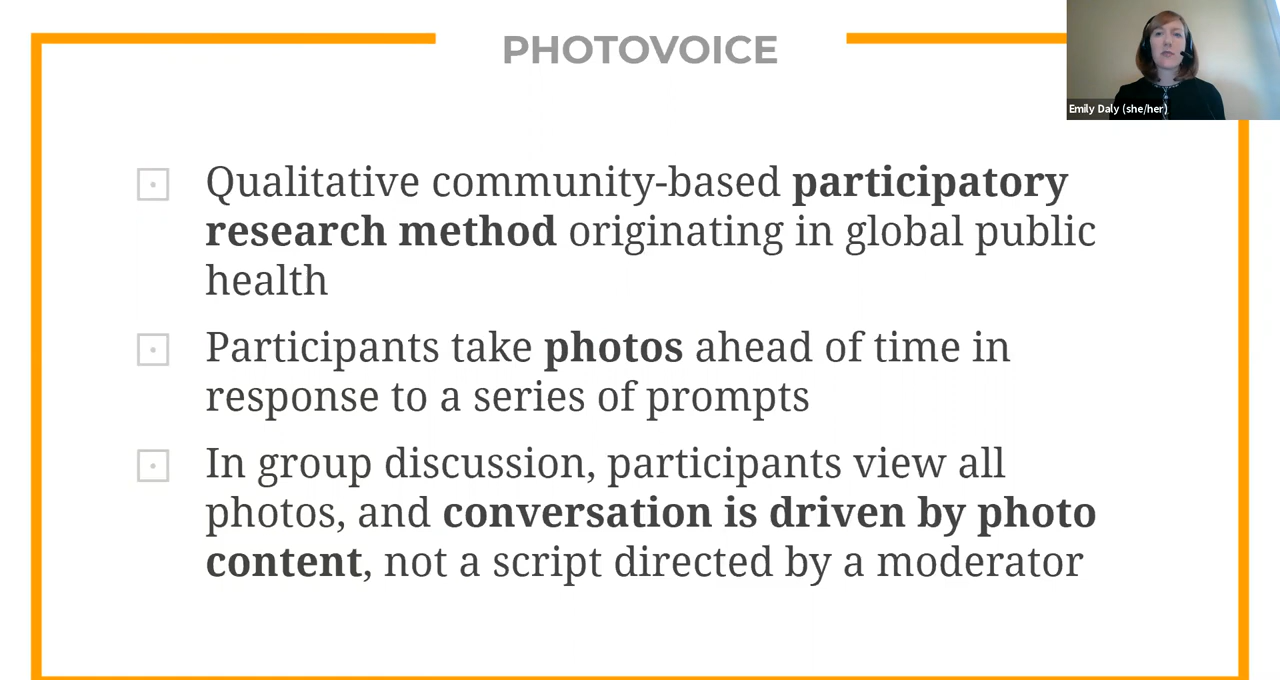 PHOTOVOICE
Emily Daly (she/her)
Qualitative community-based participatory
research method originating in global public
health
Participants take photos ahead of time in
response to a series of prompts
In group discussion, participants view all
photos, and conversation is driven by photo
content, not a script directed by a moderator